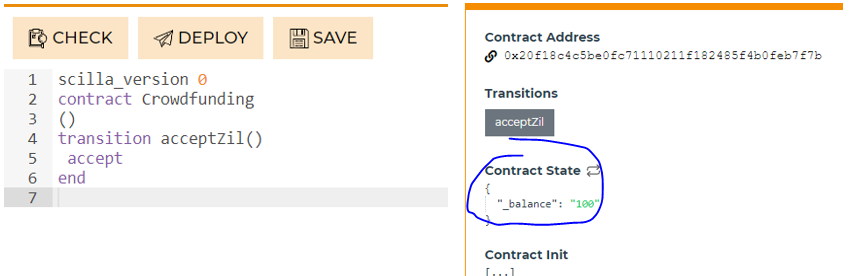 CHECK DEPLOY SAVE
1 scilla_version 0
2 contract Crowdfunding
3 ()
4 transition acceptZil()
5 accept
6 end
7
Contract Address
0x20f18c4c5be0fc71110211f182485f4b0feb7f7b
Transitions
acceptZil
Contract State
{
"_balance": "100"
}
Contract Init
[...]